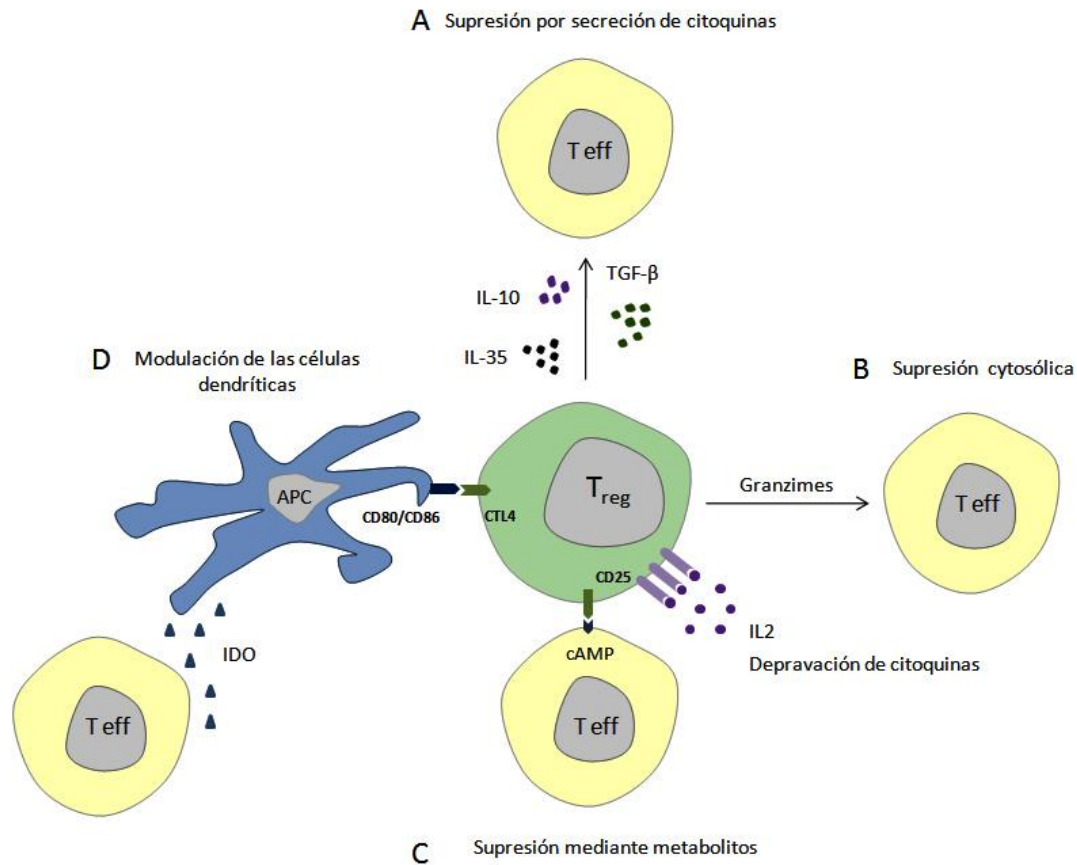 A Supresión por secreción de citoquinas
T eff
IL-10
TGF-β
IL-35
D Modulación de las células
dendríticas
B Supresión cytosólica
APC
CD80/CD86
CTL4
Treg
Granzimes
T eff
CD25
IL2
Depravación de citoquinas
IDO
cAMP
T eff
T eff
C Supresión mediante metabolitos